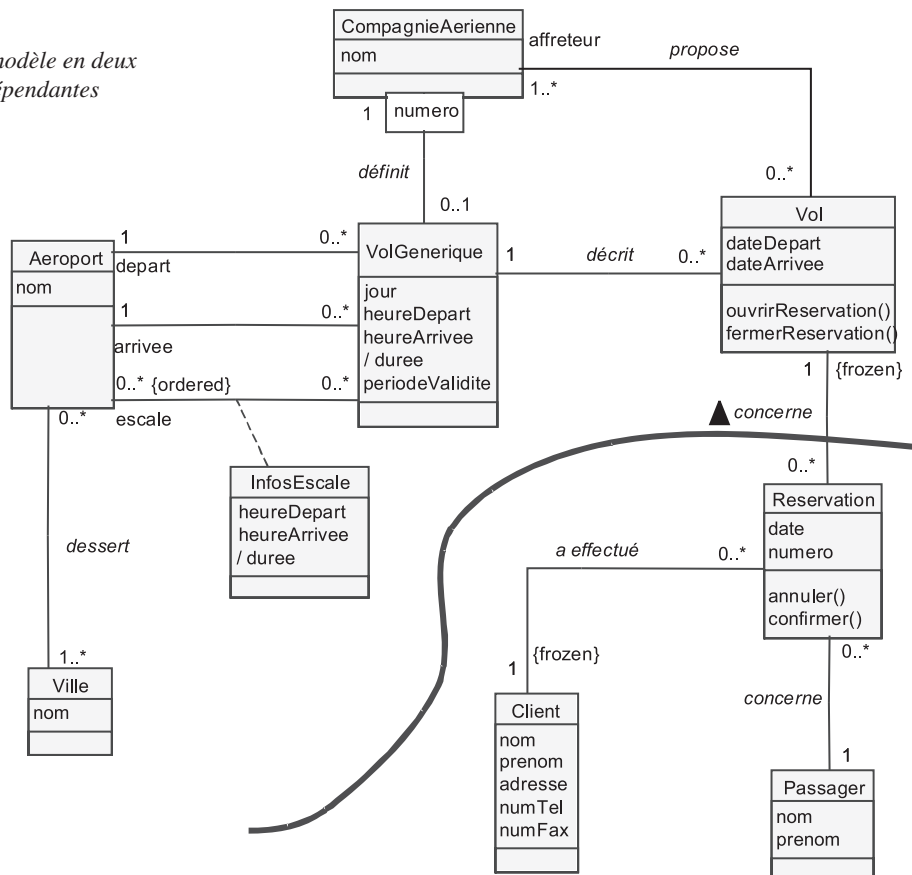 CompagnieAerienne
nom
affreteur
propose
1..*
odèle en deux
épendantes
1
numero
définit
0..1
0..*
Vol
dateDepart
dateArrivee
ouvrirReservation()
fermerReservation()
Aeroport
nom
1
depart
0..*
1
arrivee
0..*
0..* {ordered}
escale
0..*
VolGenerique
jour
heureDepart
heureArrivee
/ duree
periodeValidite
1
décrit
0..*
1
{frozen}
concerne
0..*
0..*
dessert
1..*
InfosEscale
heureDepart
heureArrivee
/ duree
Ville
nom
Reservation
date
numero
annuler()
confirmer()
a effectué
0..*
{frozen}
1
Client
nom
prenom
adresse
numTel
numFax
0..*
concerne
1
Passager
nom
prenom